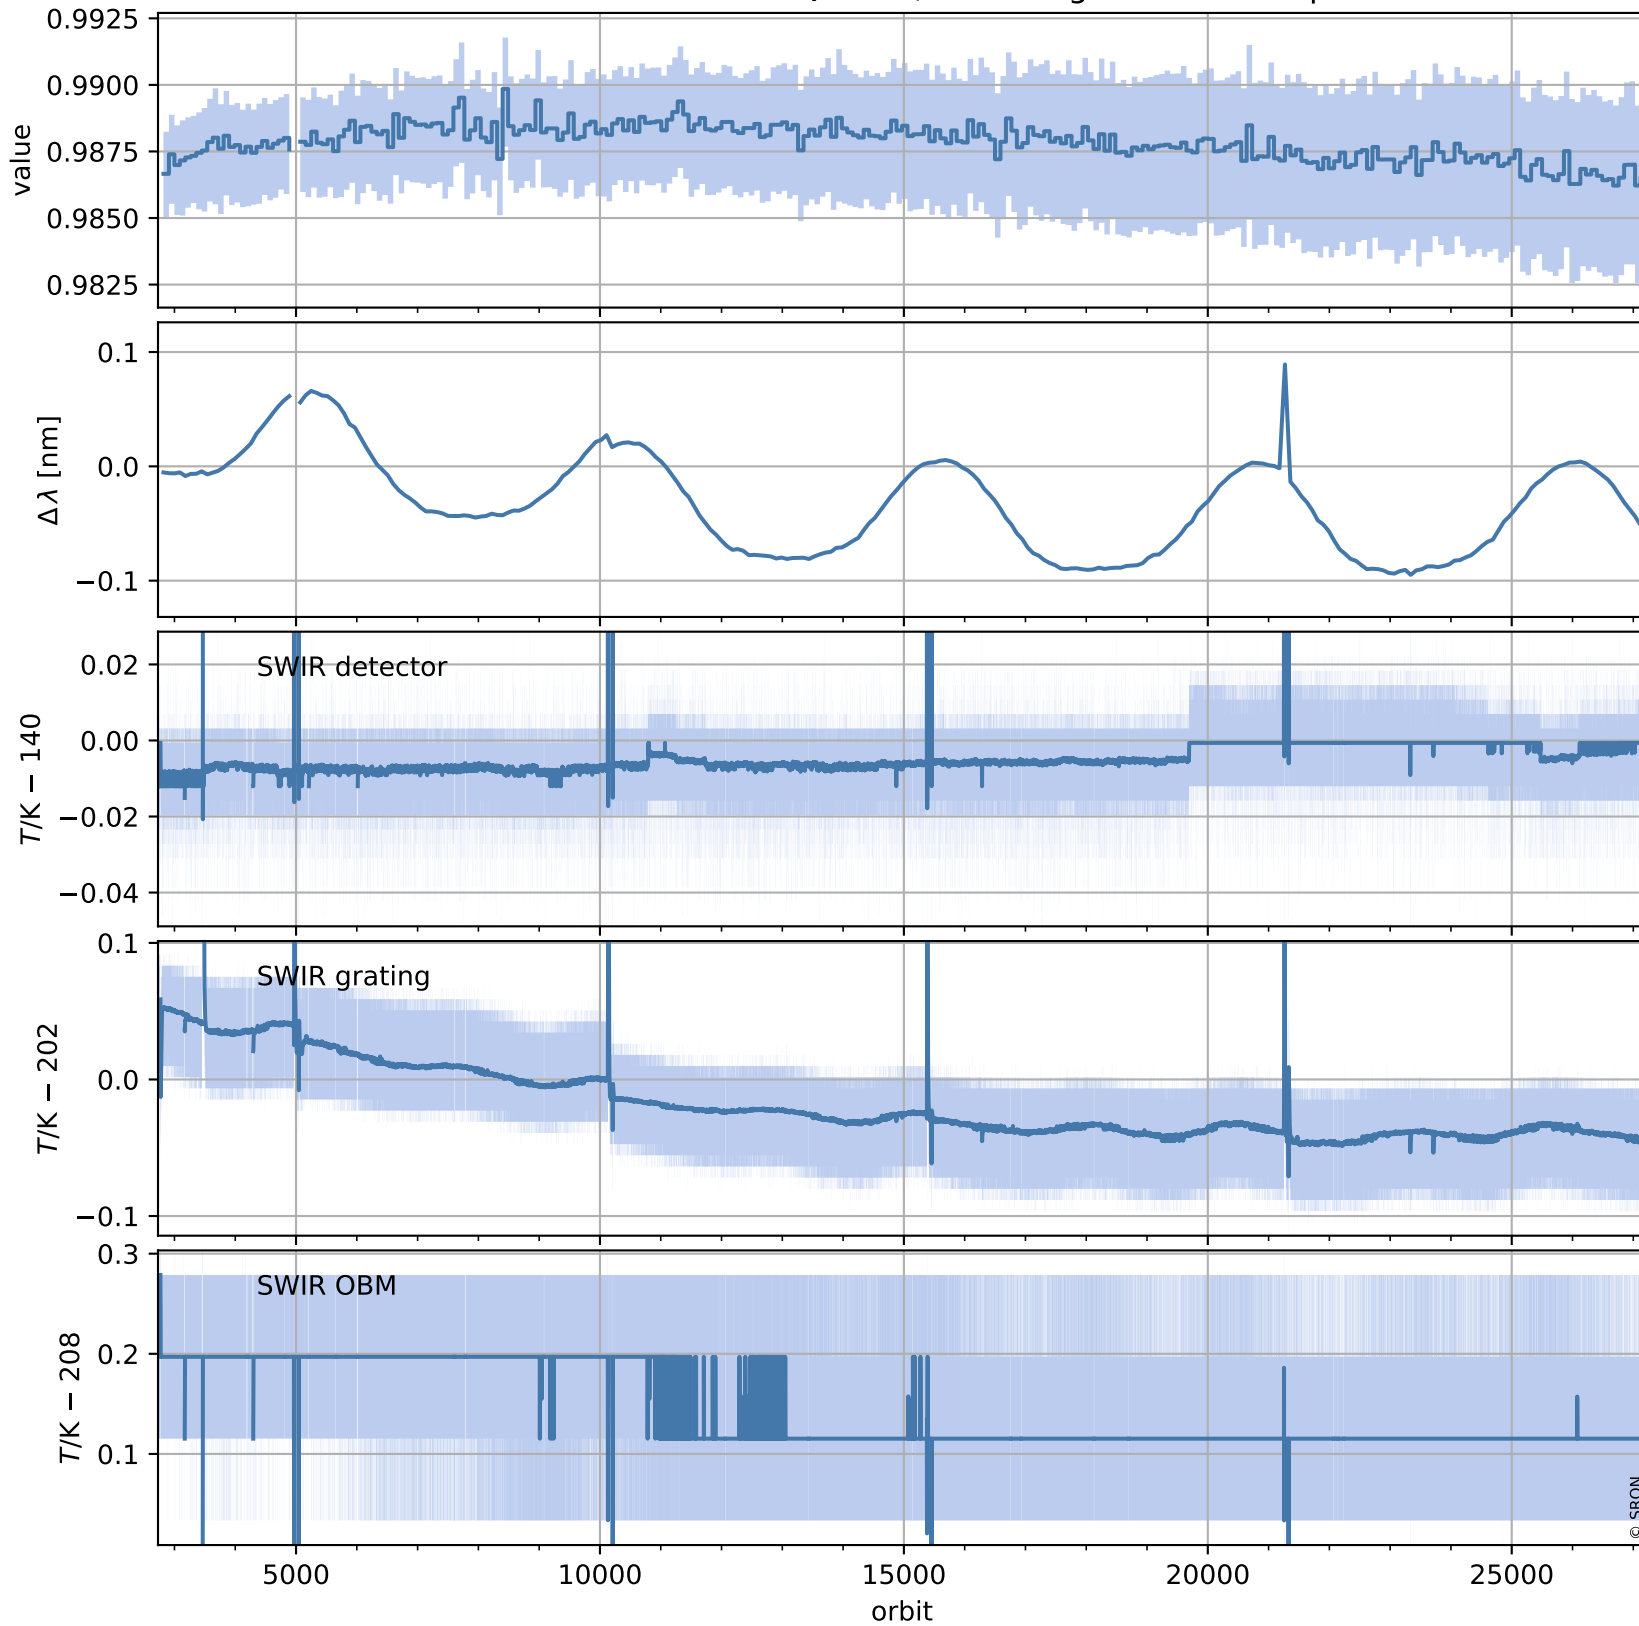 0.9925
0.9900
0.9875
0.9850
0.9825
value
0.1
0.0
−0.1
Δλ [nm]
SWIR detector
0.02
0.00
−0.02
−0.04
T/K − 140
SWIR grating
0.1
0.0
−0.1
T/K − 202
SWIR OBM
0.3
0.2
0.1
T/K − 208
© SRON
5000 10000 15000 20000 25000
orbit